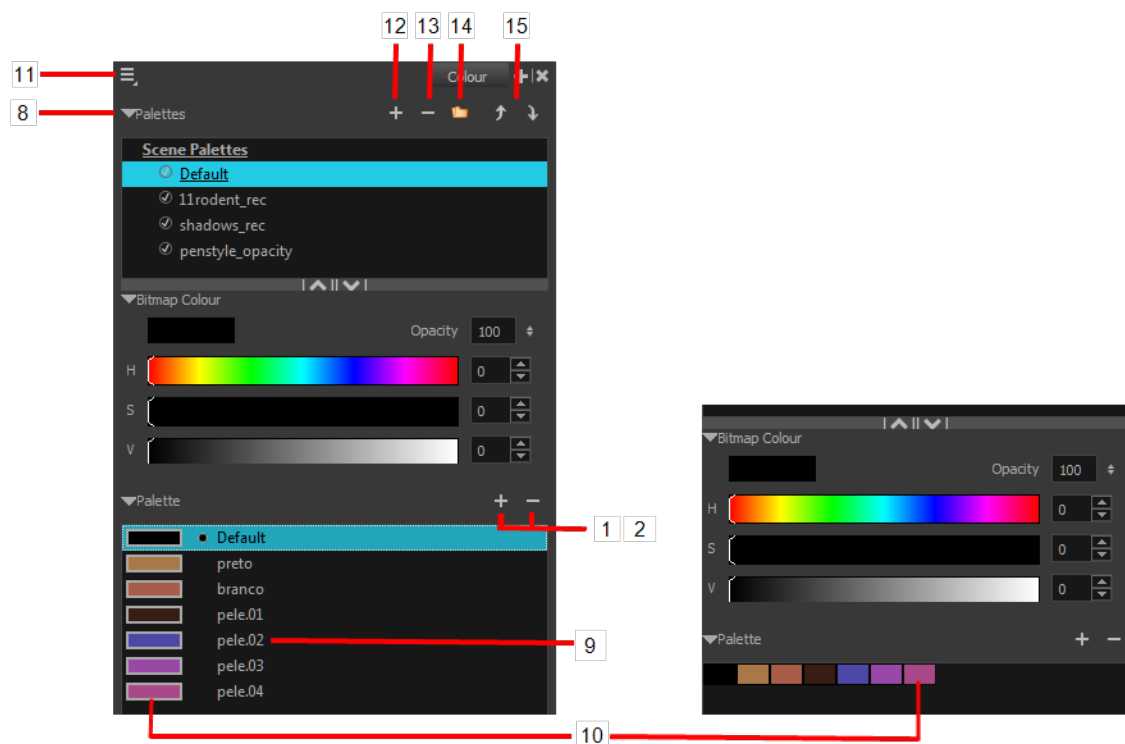 12 13 14 15
11
Colour
8
Palettes
Scene Palettes
Default
11rodent_rec
shadows_rec
penstyle_opacity
Bitmap Colour
Opacity 100
H 0
S 0
V 0
Palette
1 2
Default
preto
branco
pele.01
pele.02
9
pele.03
pele.04
10
Bitmap Colour
Opacity 100
H 0
S 0
V 0
Palette